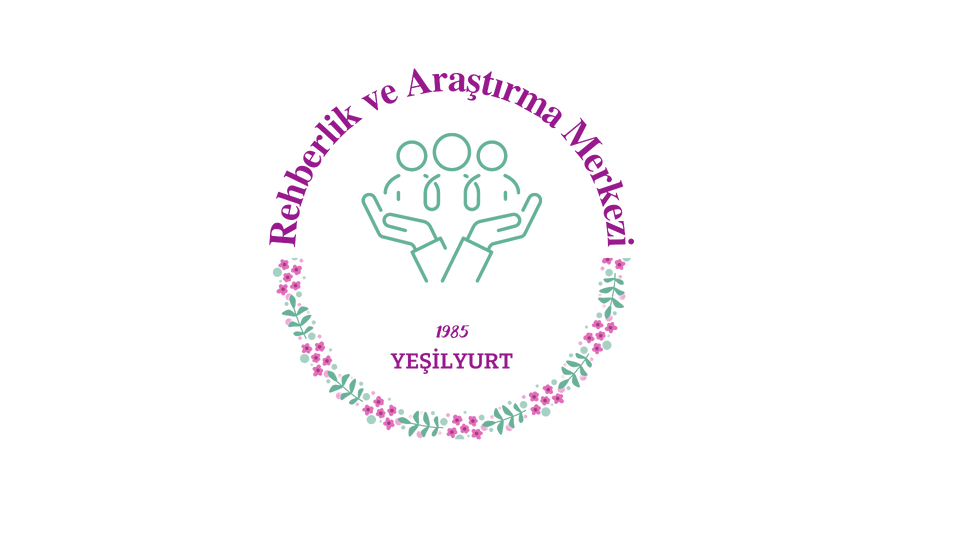 Rehberlik ve Araştırma Merkezi
1985
YEŞİLYURT